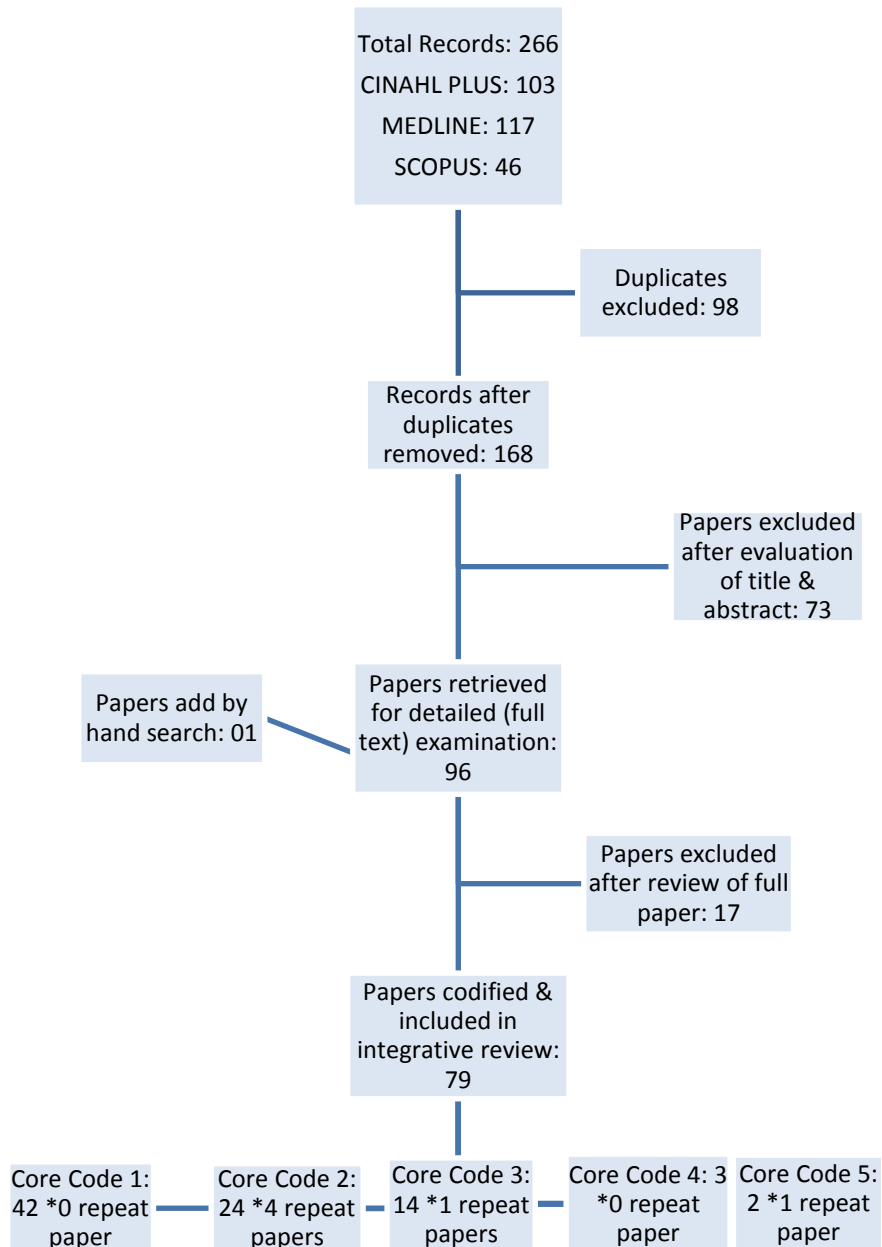 Total Records: 266
CINAHL PLUS: 103
MEDLINE: 117
SCOPUS: 46
Duplicates
excluded: 98
Records after
duplicates
removed: 168
Papers excluded
after evaluation
of title &
abstract: 73
Papers add by
hand search: 01
Papers retrieved
for detailed (full
text) examination:
96
Papers excluded
after review of full
paper: 17
Papers codified &
included in
integrative review:
79
Core Code 1:
42 *0 repeat
paper
Core Code 2:
24 *4 repeat
papers
Core Code 3:
14 *1 repeat
papers
Core Code 4: 3
*0 repeat
paper
Core Code 5:
2 *1 repeat
paper